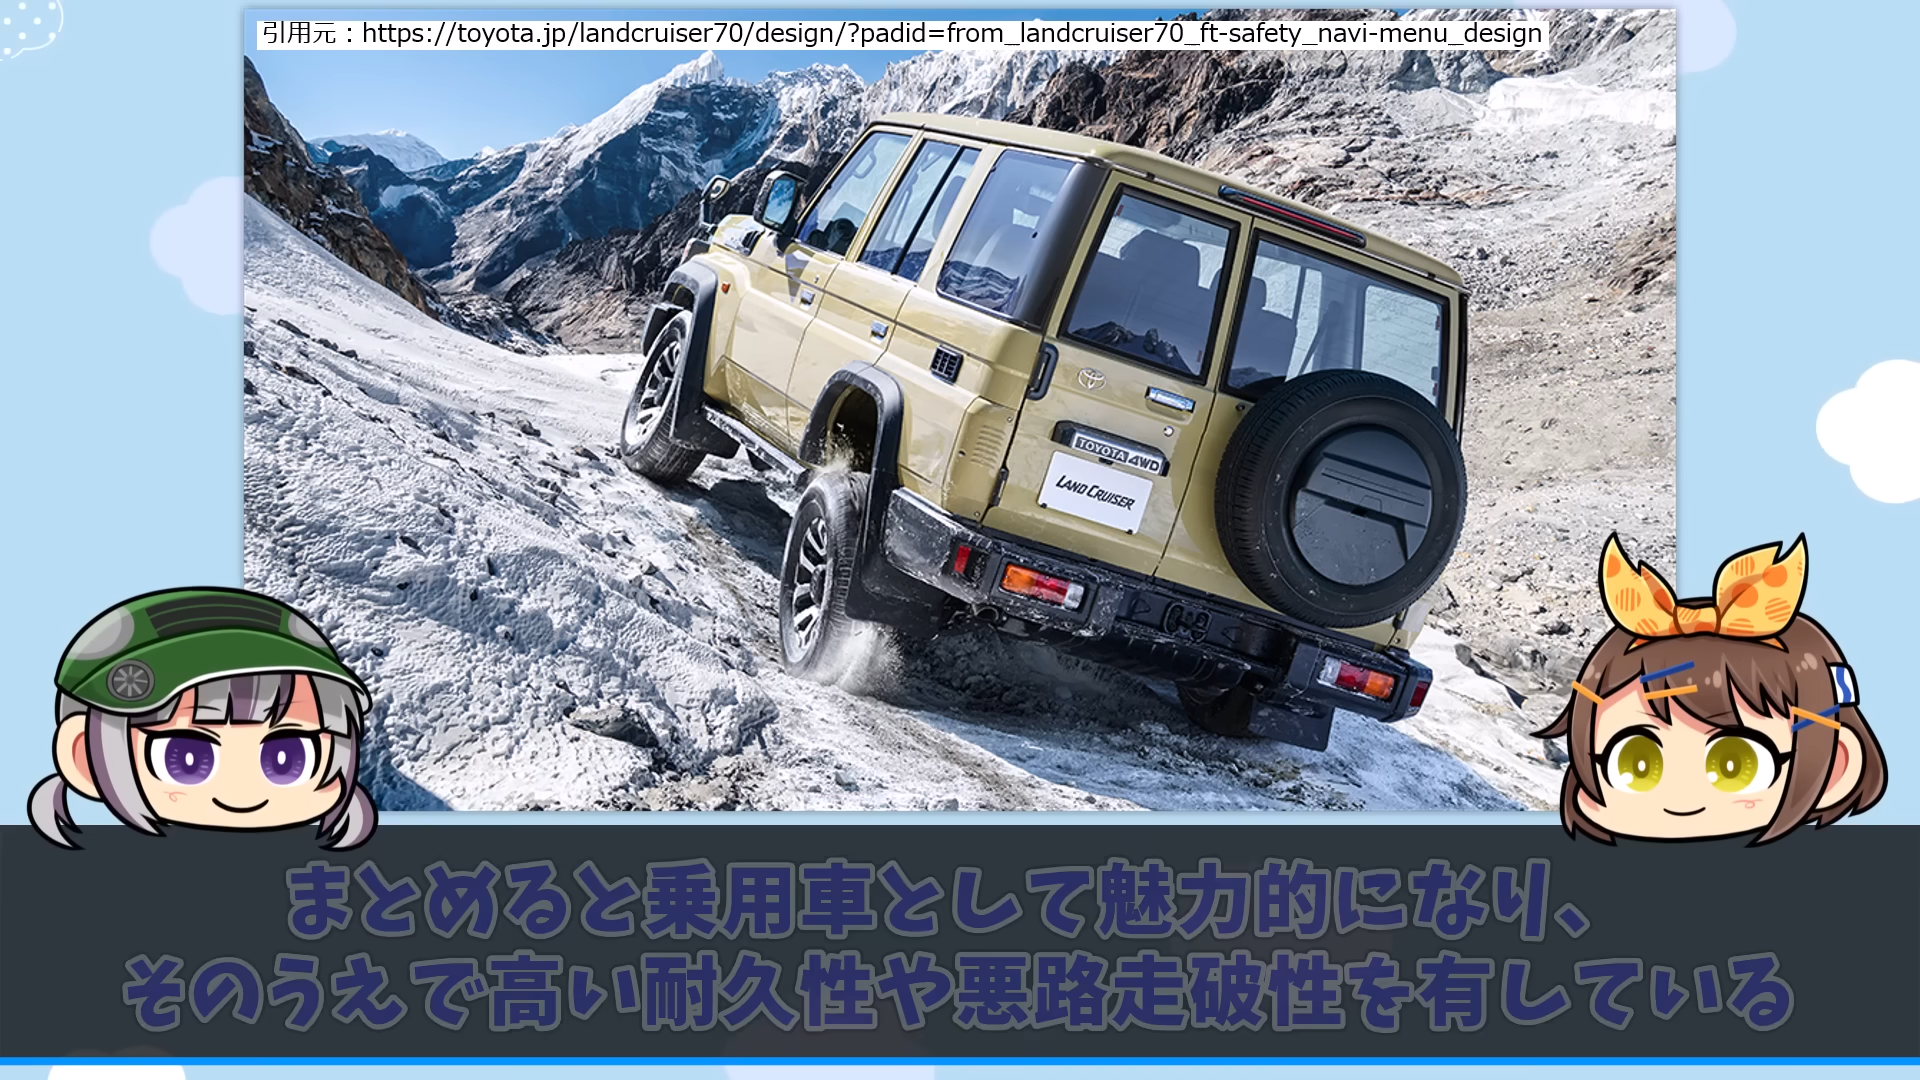 引用元：https://toyota.jp/landcruiser70/design/?padid=from_landcruiser70_ft-safety_navi-menu_design
TOYOTA 4WD
LAND CRUISER
まとめると乗用車として魅力的になり、
そのうえで高い耐久性や悪路走破性を有している